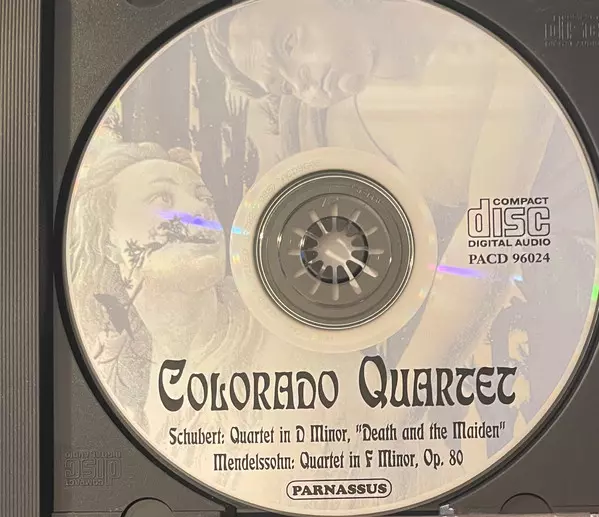 COMPACT
disc
DIGITAL AUDIO
PACD 96024
COLORADO QUARTET
Schubert: Quartet in D Minor, "Death and the Maiden"
Mendelssohn: Quartet in F Minor, Op. 80
PARNASSUS